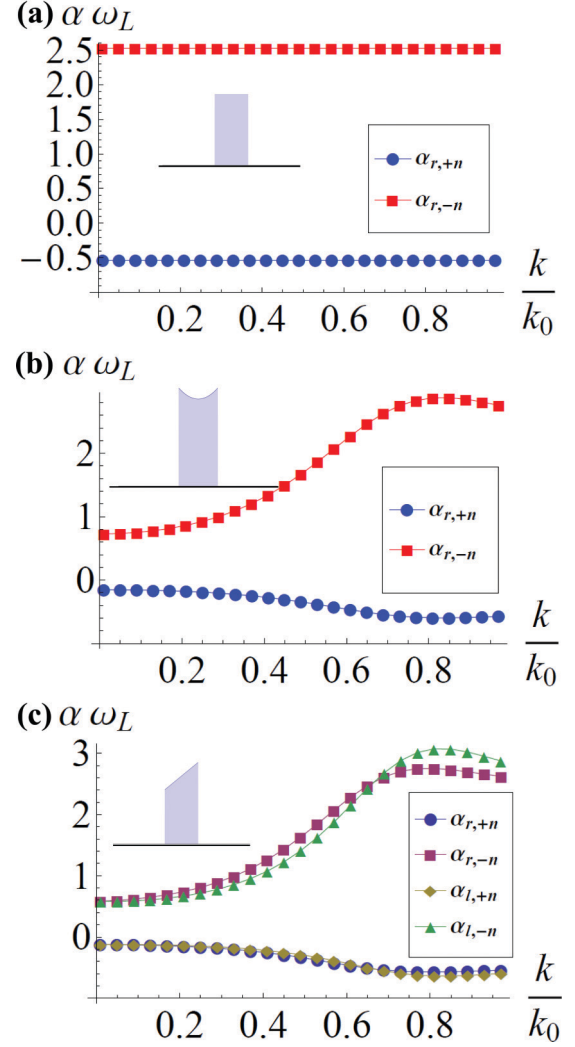 (a) α ω_L
2.5
2.0
1.5
1.0
0.5
0.0
−0.5
α_{r,+n}
α_{r,−n}
0.2 0.4 0.6 0.8
k/k_0
(b) α ω_L
2
1
0
α_{r,+n}
α_{r,−n}
0.2 0.4 0.6 0.8
k/k_0
(c) α ω_L
3
2
1
0
α_{r,+n}
α_{r,−n}
α_{l,+n}
α_{l,−n}
0.2 0.4 0.6 0.8
k/k_0